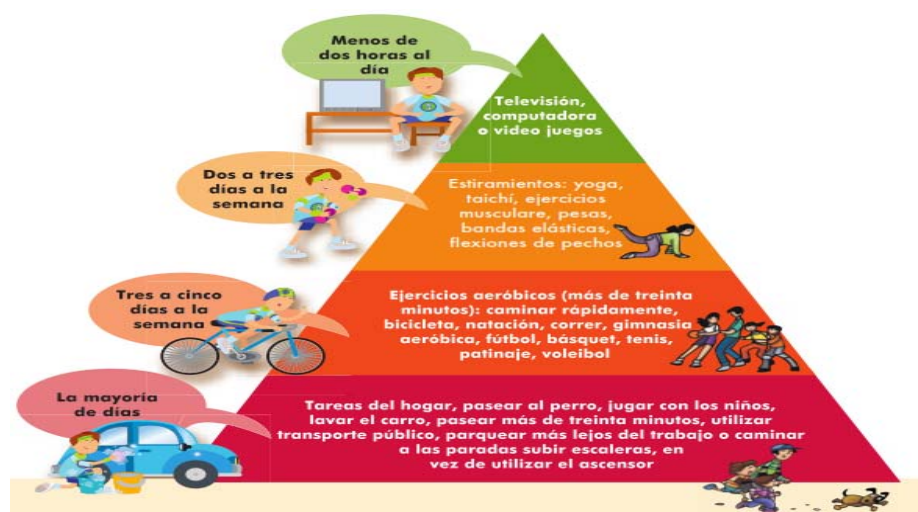 Menos de
dos horas al
día
Televisión,
computadora
o video juegos
Dos a tres
días a la
semana
Estiramientos: yoga,
taichí, ejercicios
musculare, pesas,
bandas elásticas,
flexiones de pechos
Tres a cinco
días a la
semana
Ejercicios aeróbicos (más de treinta
minutos): caminar rápidamente,
bicicleta, natación, correr, gimnasia
aeróbica, fútbol, básquet, tenis,
patinaje, voleibol
La mayoría
de días
Tareas del hogar, pasear al perro, jugar con los niños,
lavar el carro, pasear más de treinta minutos, utilizar
transporte público, parquear más lejos del trabajo o caminar
a las paradas subir escaleras, en
vez de utilizar el ascensor